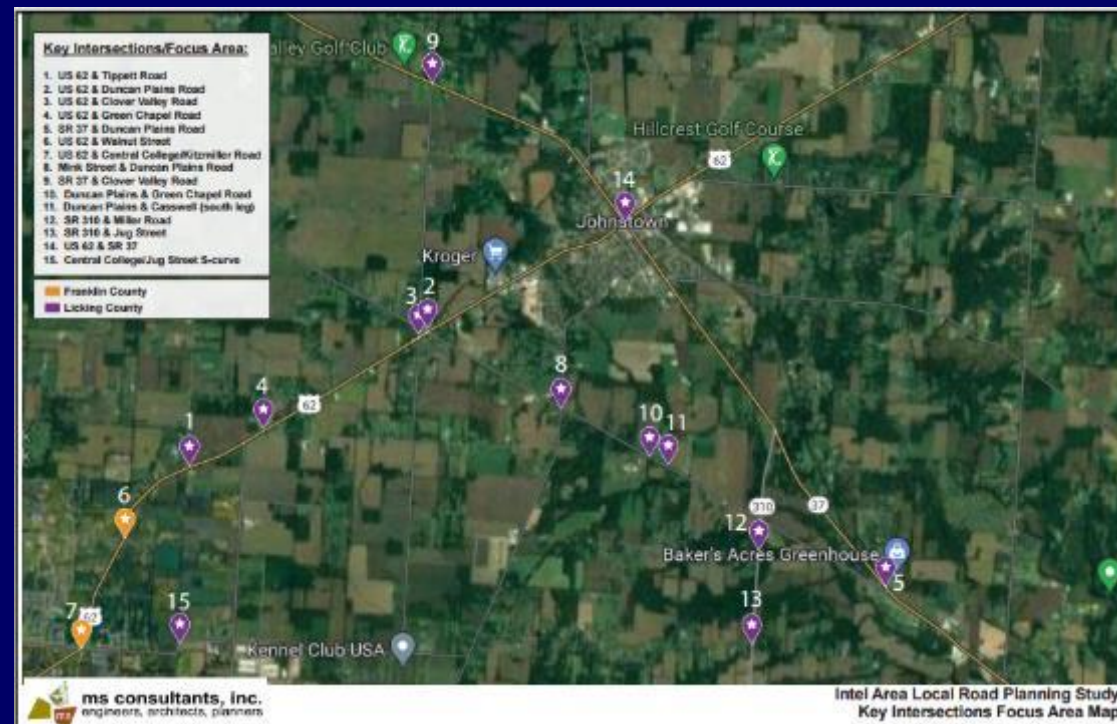 Key Intersections/Focus Area:
1. US 62 & Tippett Road
2. US 62 & Duncan Plains Road
3. US 62 & Clover Valley Road
4. US 62 & Green Chapel Road
5. SR 37 & Duncan Plains Road
6. US 62 & Walnut Street
7. US 62 & Central College/Kitzmiller Road
8. Mink Street & Duncan Plains Road
9. SR 37 & Clover Valley Road
10. Duncan Plains & Green Chapel Road
11. Duncan Plains & Casswell (south leg)
12. SR 310 & Miller Road
13. SR 310 & Jug Street
14. US 62 & SR 37
15. Central College/Jug Street S-curve
Franklin County
Licking County
alley Golf Club
9
Hillcrest Golf Course
62
14
Johnstown
Kroger
3 2
8
4
62
1
10 11
6
310
37
12
Baker's Acres Greenhouse
5
7
62
15
13
Kennel Club USA
ms consultants, inc.
engineers, architects, planners
Intel Area Local Road Planning Study
Key Intersections Focus Area Map